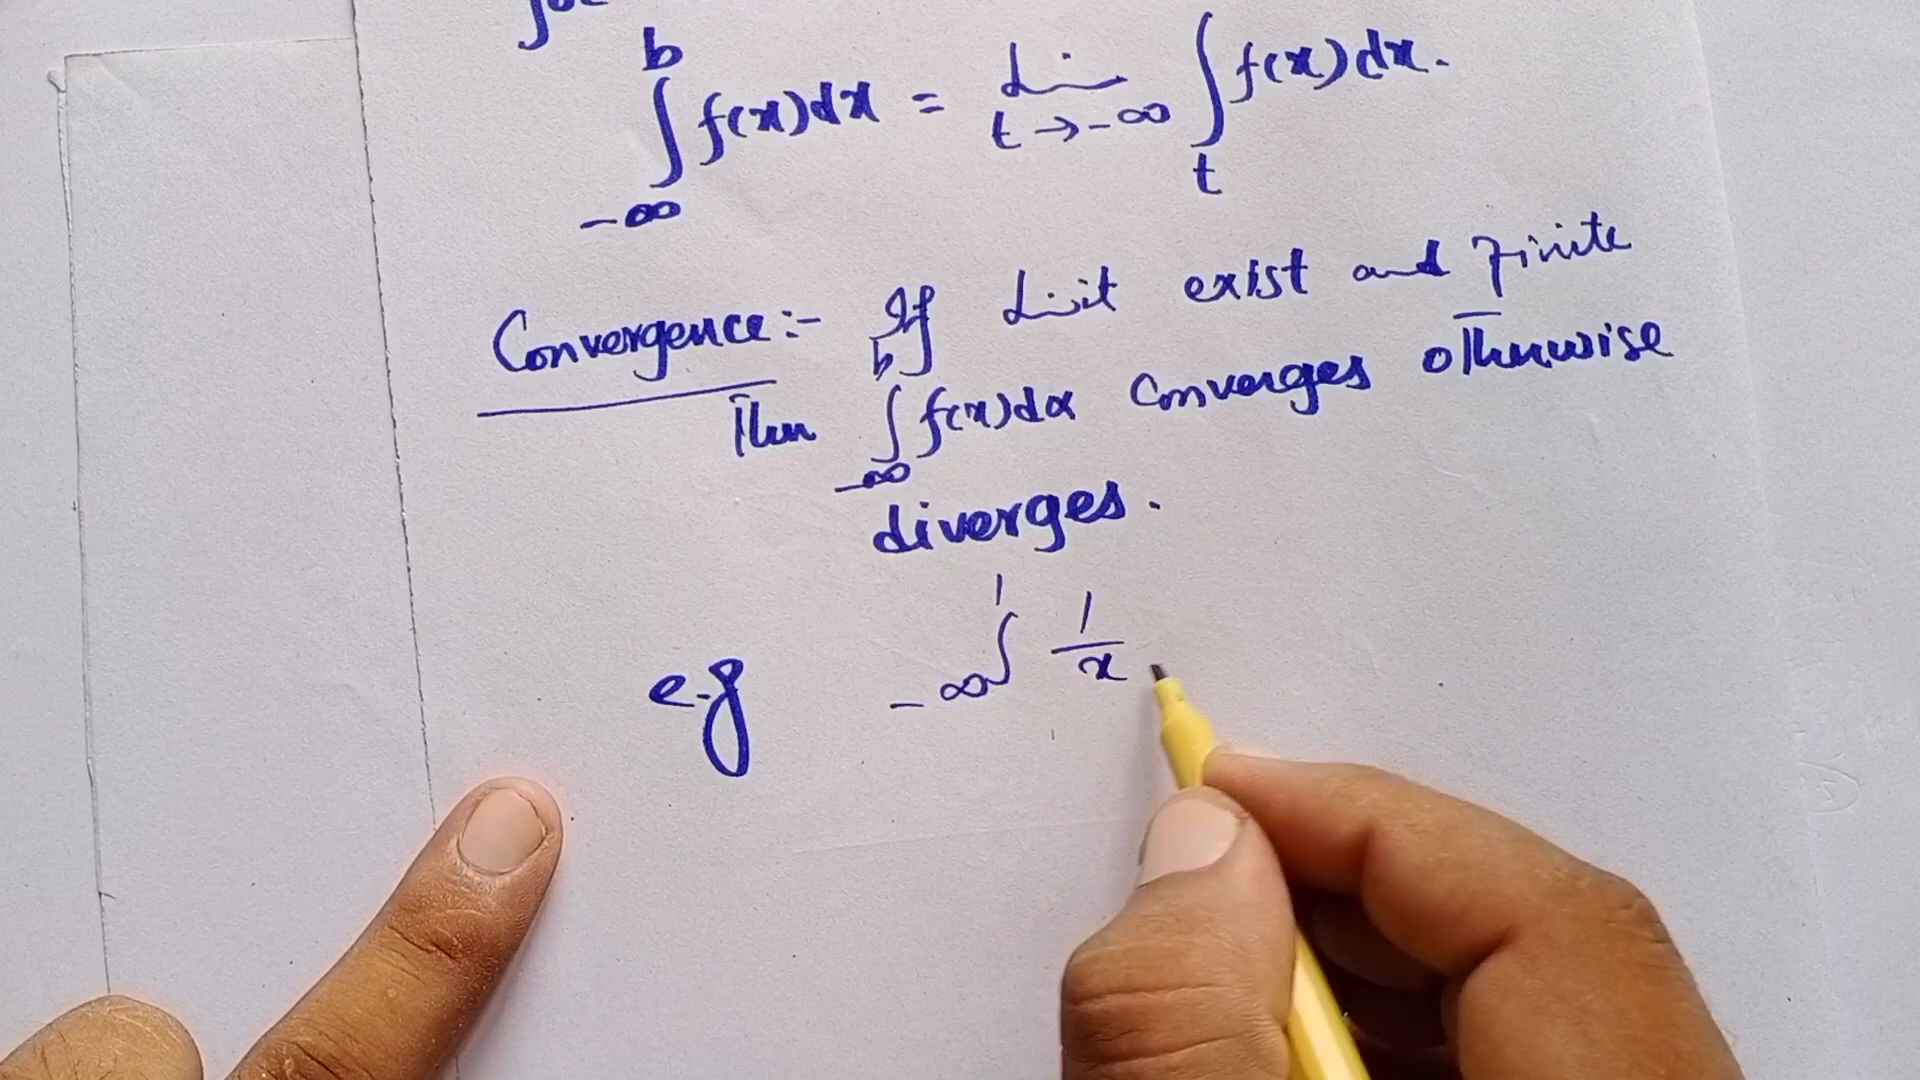 b
∫ f(x)dx = Lim ∫ f(x)dx.
-∞ t→-∞ t
Convergence:- If Limit exist and finite
Then ∫ f(x)dx converges otherwise
b
-∞
diverges.
e.g -∞∫ 1 1/x